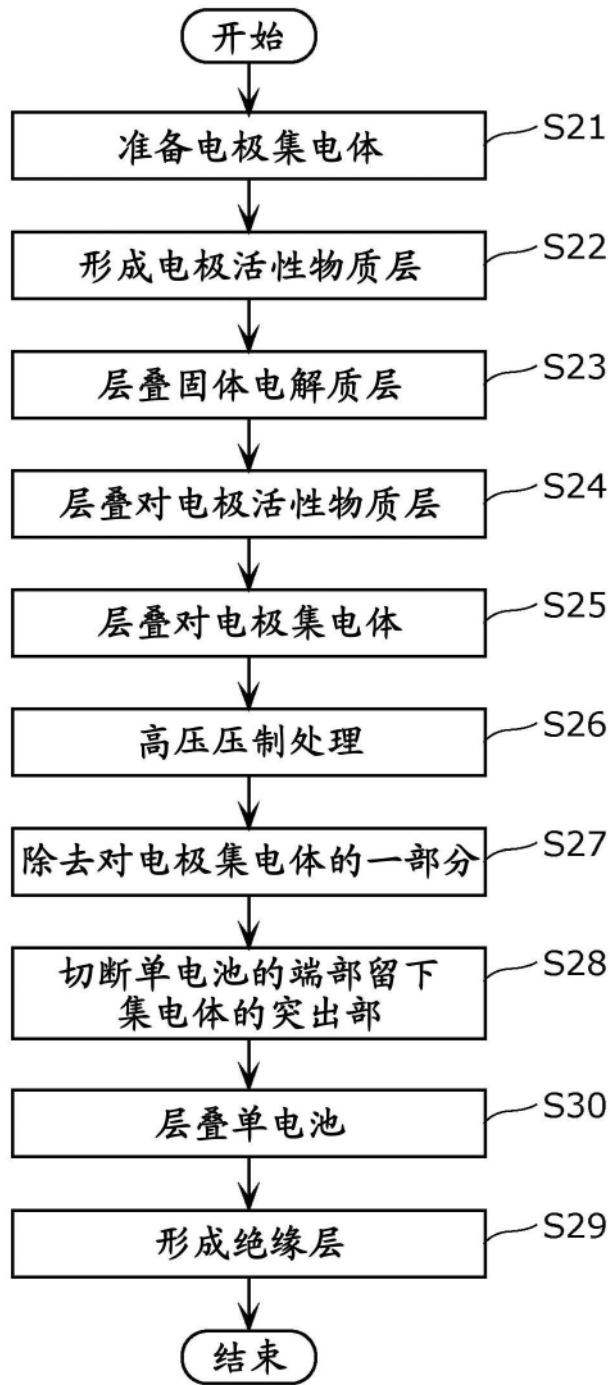 开始
准备电极集电体
S21
形成电极活性物质层
S22
层叠固体电解质层
S23
层叠对电极活性物质层
S24
层叠对电极集电体
S25
高压压制处理
S26
除去对电极集电体的一部分
S27
切断单电池的端部留下
集电体的突出部
S28
层叠单电池
S30
形成绝缘层
S29
结束